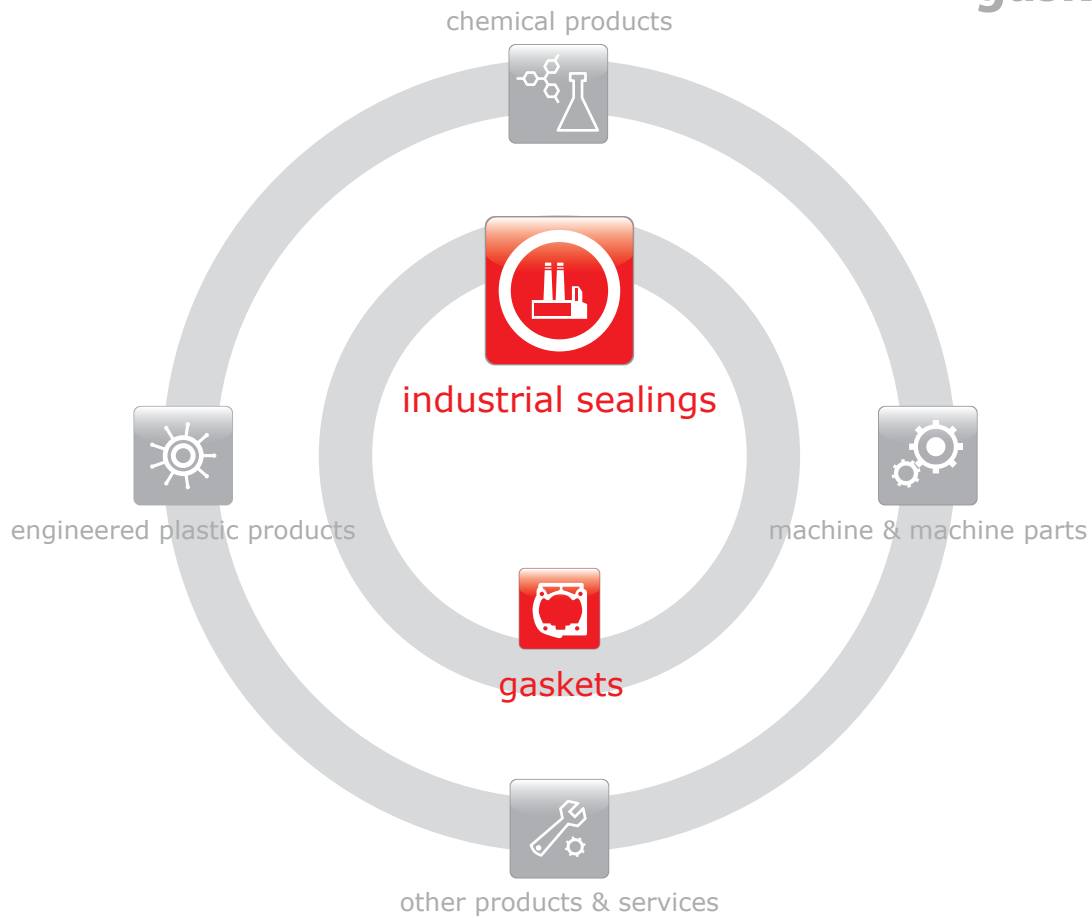 chemical products
industrial sealings
engineered plastic products
machine & machine parts
gaskets
other products & services